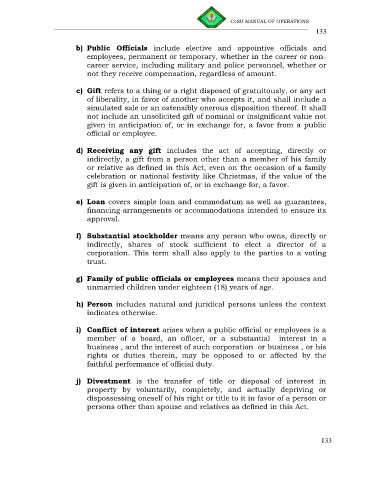 CvSU MANUAL OF OPERATIONS
133
b) Public Officials include elective and appointive officials and
employees, permanent or temporary, whether in the career or non-
career service, including military and police personnel, whether or
not they receive compensation, regardless of amount.
c) Gift refers to a thing or a right disposed of gratuitously, or any act
of liberality, in favor of another who accepts it, and shall include a
simulated sale or an ostensibly onerous disposition thereof. It shall
not include an unsolicited gift of nominal or insignificant value not
given in anticipation of, or in exchange for, a favor from a public
official or employee.
d) Receiving any gift includes the act of accepting, directly or
indirectly, a gift from a person other than a member of his family
or relative as defined in this Act, even on the occasion of a family
celebration or national festivity like Christmas, if the value of the
gift is given in anticipation of, or in exchange for, a favor.
e) Loan covers simple loan and commodatum as well as guarantees,
financing arrangements or accommodations intended to ensure its
approval.
f) Substantial stockholder means any person who owns, directly or
indirectly, shares of stock sufficient to elect a director of a
corporation. This term shall also apply to the parties to a voting
trust.
g) Family of public officials or employees means their spouses and
unmarried children under eighteen (18) years of age.
h) Person includes natural and juridical persons unless the context
indicates otherwise.
i) Conflict of interest arises when a public official or employees is a
member of a board, an officer, or a substantial interest in a
business , and the interest of such corporation or business , or his
rights or duties therein, may be opposed to or affected by the
faithful performance of official duty.
j) Divestment is the transfer of title or disposal of interest in
property by voluntarily, completely, and actually depriving or
dispossessing oneself of his right or title to it in favor of a person or
persons other than spouse and relatives as defined in this Act.
133